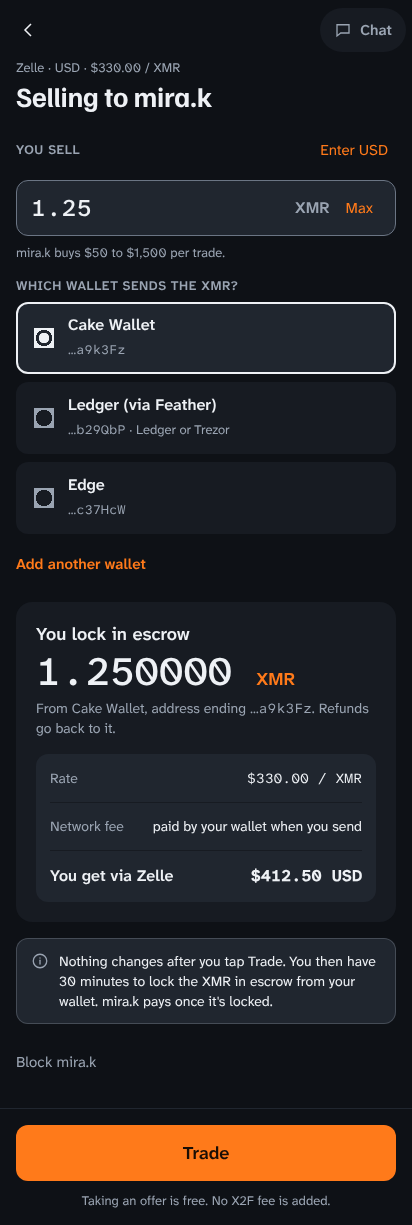 Chat
Zelle · USD · $330.00 / XMR
Selling to mira.k
YOU SELL
Enter USD
1.25
XMR
Max
mira.k buys $50 to $1,500 per trade.
WHICH WALLET SENDS THE XMR?
Cake Wallet
…a9k3Fz
Ledger (via Feather)
…b29QbP · Ledger or Trezor
Edge
…c37HcW
Add another wallet
You lock in escrow
1.250000 XMR
From Cake Wallet, address ending …a9k3Fz. Refunds
go back to it.
Rate
$330.00 / XMR
Network fee
paid by your wallet when you send
You get via Zelle
$412.50 USD
Nothing changes after you tap Trade. You then have
30 minutes to lock the XMR in escrow from your
wallet. mira.k pays once it's locked.
Block mira.k
Trade
Taking an offer is free. No X2F fee is added.